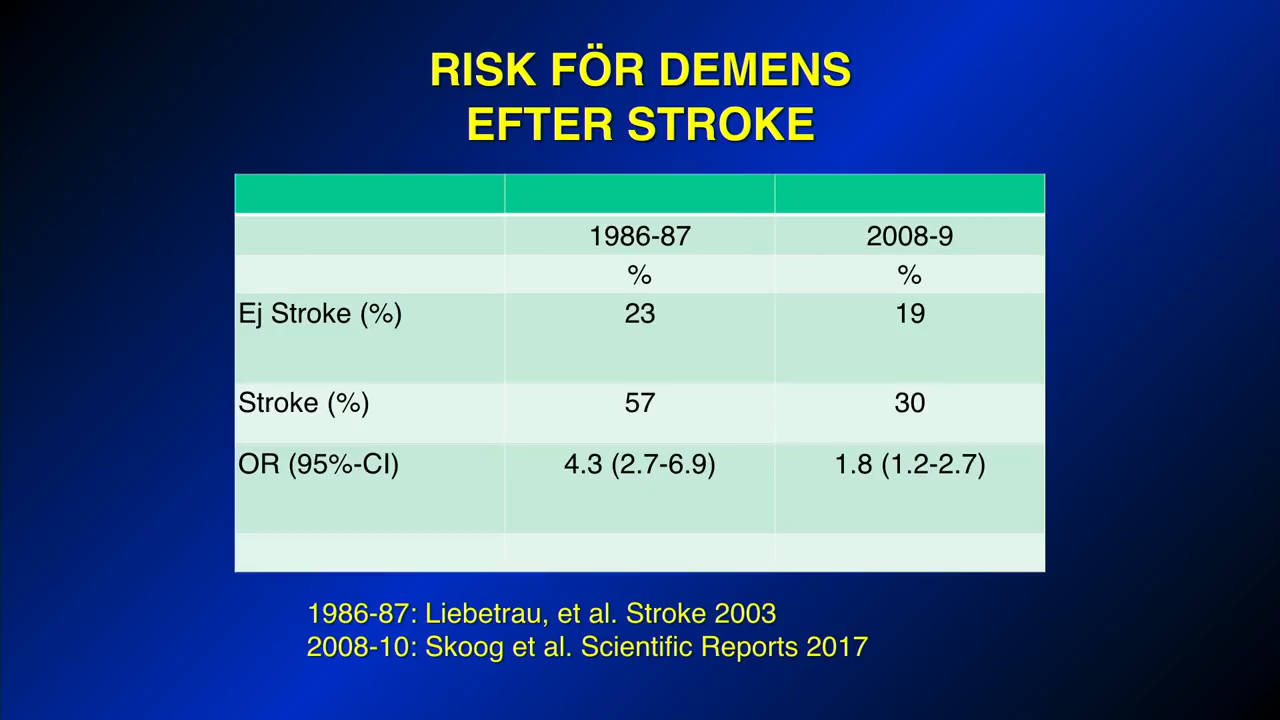 RISK FÖR DEMENS
EFTER STROKE
1986-87 2008-9
% %
Ej Stroke (%) 23 19
Stroke (%) 57 30
OR (95%-CI) 4.3 (2.7-6.9) 1.8 (1.2-2.7)
1986-87: Liebetrau, et al. Stroke 2003
2008-10: Skoog et al. Scientific Reports 2017